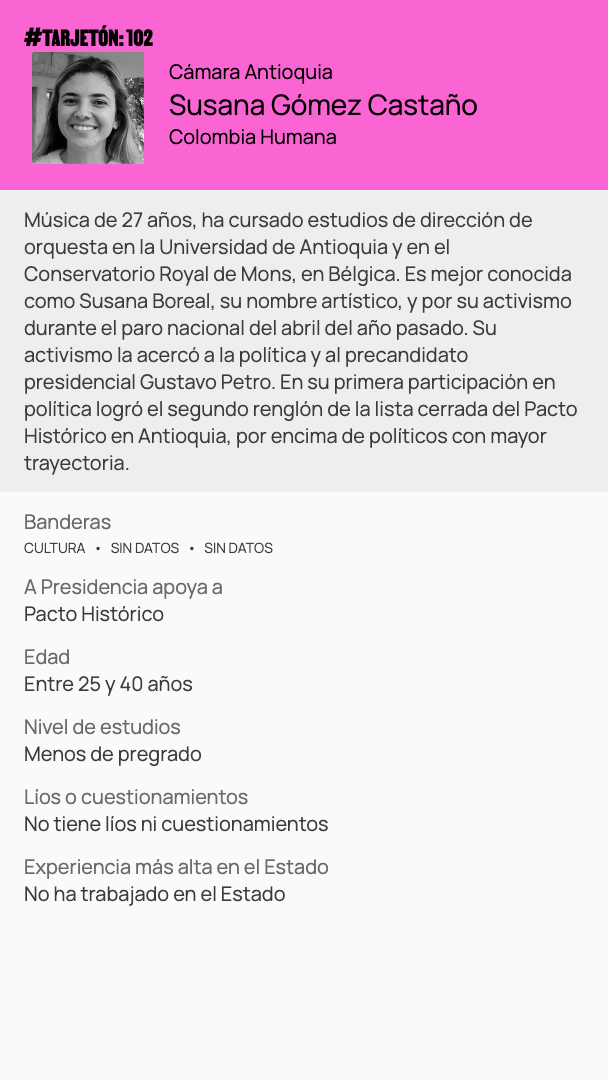 #TARJETÓN: 102
Cámara Antioquia
Susana Gómez Castaño
Colombia Humana
Música de 27 años, ha cursado estudios de dirección de
orquesta en la Universidad de Antioquia y en el
Conservatorio Royal de Mons, en Bélgica. Es mejor conocida
como Susana Boreal, su nombre artístico, y por su activismo
durante el paro nacional del abril del año pasado. Su
activismo la acercó a la política y al precandidato
presidencial Gustavo Petro. En su primera participación en
política logró el segundo renglón de la lista cerrada del Pacto
Histórico en Antioquia, por encima de políticos con mayor
trayectoria.
Banderas
CULTURA • SIN DATOS • SIN DATOS
A Presidencia apoya a
Pacto Histórico
Edad
Entre 25 y 40 años
Nivel de estudios
Menos de pregrado
Líos o cuestionamientos
No tiene líos ni cuestionamientos
Experiencia más alta en el Estado
No ha trabajado en el Estado